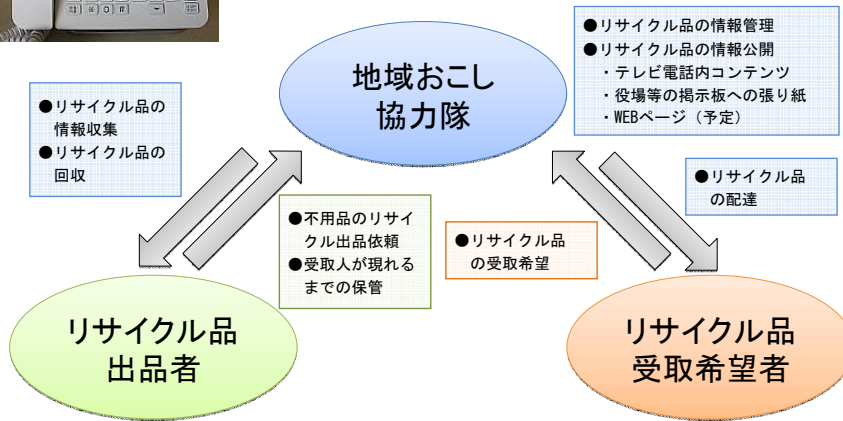 地域おこし
協力隊
●リサイクル品の情報管理
●リサイクル品の情報公開
・テレビ電話内コンテンツ
・役場等の掲示板への張り紙
・WEBページ（予定）
●リサイクル品の
情報収集
●リサイクル品の
回収
●リサイクル品
の配達
●不用品のリサイ
クル出品依頼
●受取人が現れる
までの保管
●リサイクル品
の受取希望
リサイクル品
出品者
リサイクル品
受取希望者